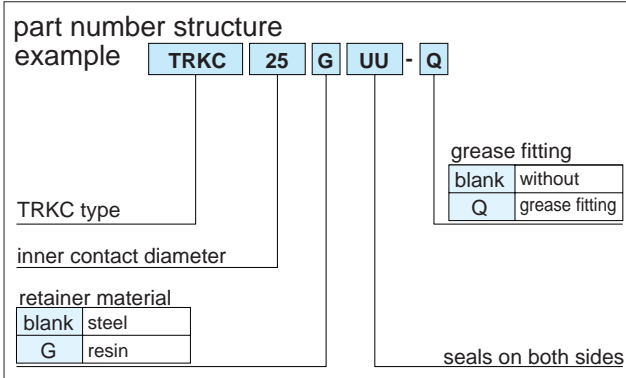 part number structure
example TRKC 25 G UU - Q
grease fitting
blank without
Q grease fitting
TRKC type
inner contact diameter
retainer material
blank steel
G resin
seals on both sides